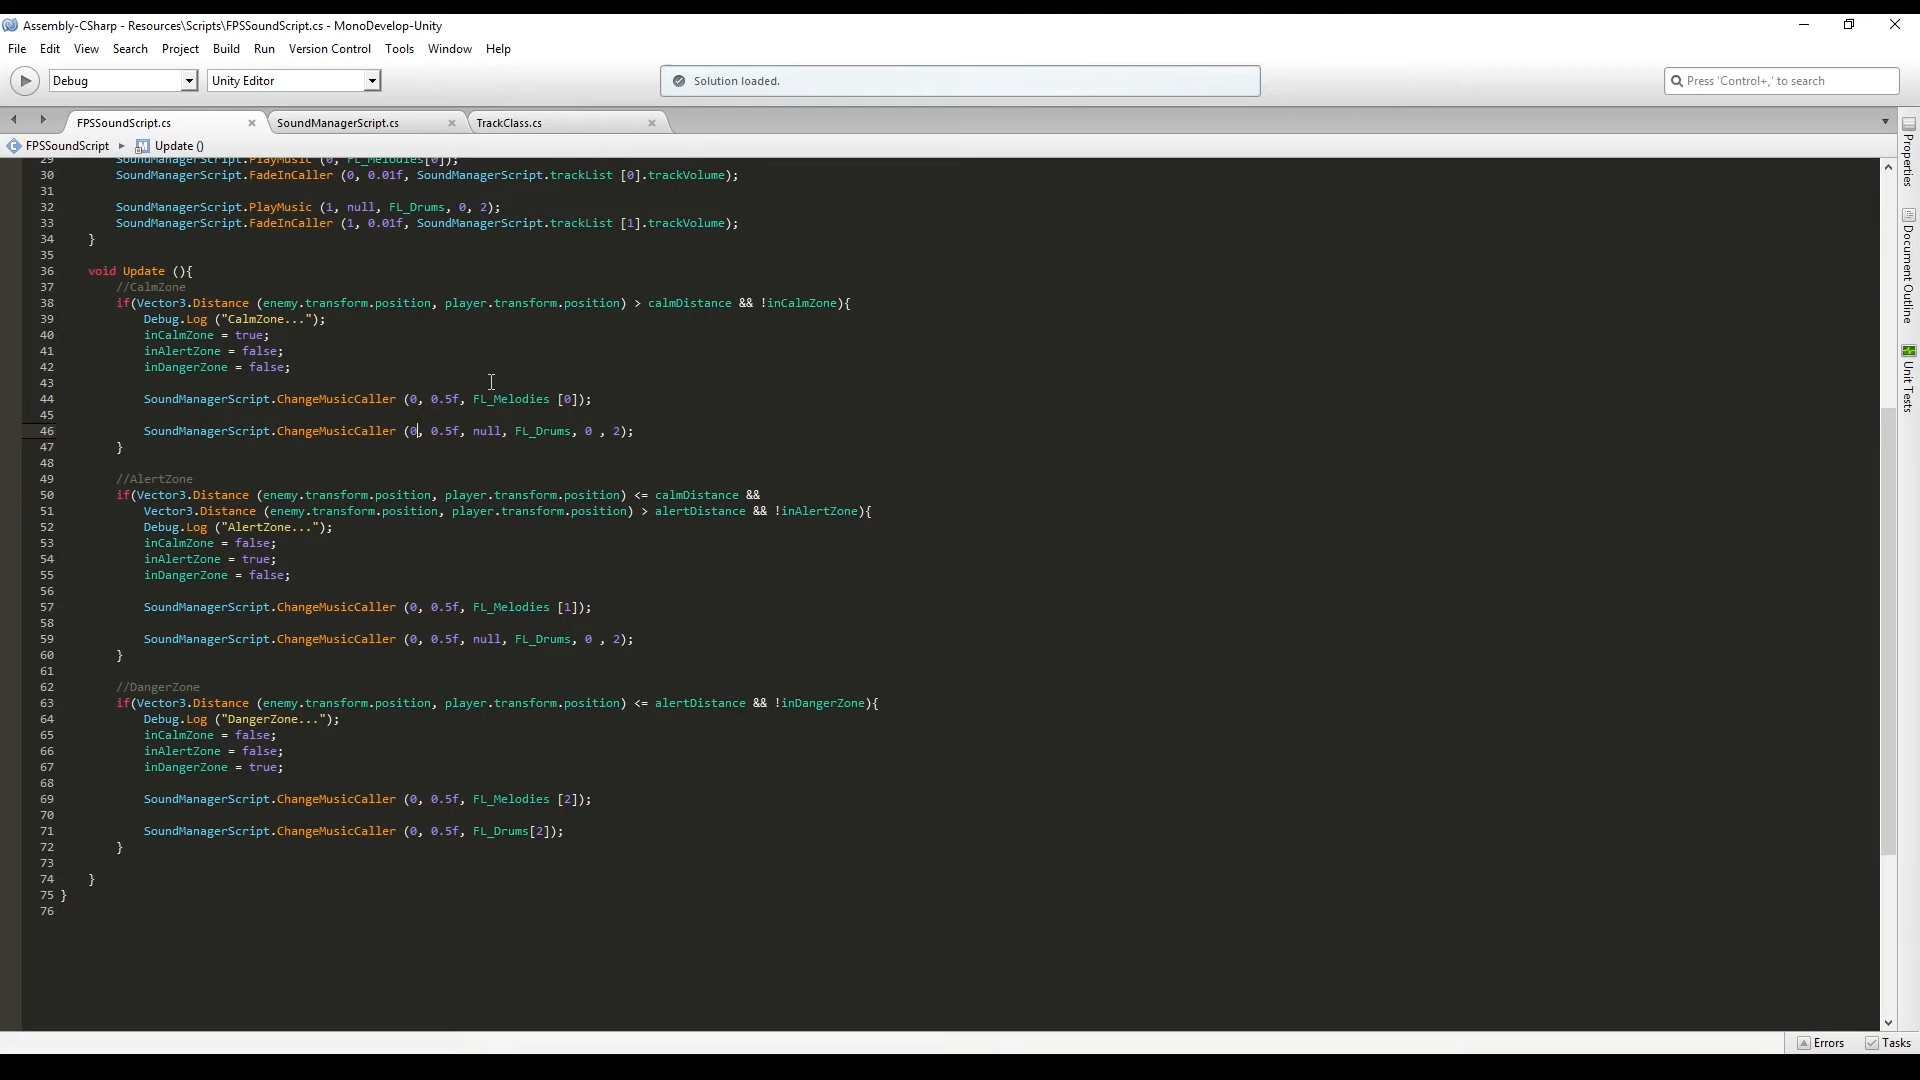 Assembly-CSharp - Resources\Scripts\FPSSoundScript.cs - MonoDevelop-Unity
File Edit View Search Project Build Run Version Control Tools Window Help
Debug Unity Editor Solution loaded. Press 'Control+,' to search
FPSSoundScript.cs SoundManagerScript.cs TrackClass.cs
FPSSoundScript Update ()
29 SoundManagerScript.PlayMusic (0, FL_Melodies[0]);
30 SoundManagerScript.FadeInCaller (0, 0.01f, SoundManagerScript.trackList [0].trackVolume);
31
32 SoundManagerScript.PlayMusic (1, null, FL_Drums, 0, 2);
33 SoundManagerScript.FadeInCaller (1, 0.01f, SoundManagerScript.trackList [1].trackVolume);
34 }
35
36 void Update (){
37 //CalmZone
38 if(Vector3.Distance (enemy.transform.position, player.transform.position) > calmDistance && !inCalmZone){
39 Debug.Log ("CalmZone...");
40 inCalmZone = true;
41 inAlertZone = false;
42 inDangerZone = false;
43
44 SoundManagerScript.ChangeMusicCaller (0, 0.5f, FL_Melodies [0]);
45
46 SoundManagerScript.ChangeMusicCaller (0, 0.5f, null, FL_Drums, 0 , 2);
47 }
48
49 //AlertZone
50 if(Vector3.Distance (enemy.transform.position, player.transform.position) <= calmDistance &&
51 Vector3.Distance (enemy.transform.position, player.transform.position) > alertDistance && !inAlertZone){
52 Debug.Log ("AlertZone...");
53 inCalmZone = false;
54 inAlertZone = true;
55 inDangerZone = false;
56
57 SoundManagerScript.ChangeMusicCaller (0, 0.5f, FL_Melodies [1]);
58
59 SoundManagerScript.ChangeMusicCaller (0, 0.5f, null, FL_Drums, 0 , 2);
60 }
61
62 //DangerZone
63 if(Vector3.Distance (enemy.transform.position, player.transform.position) <= alertDistance && !inDangerZone){
64 Debug.Log ("DangerZone...");
65 inCalmZone = false;
66 inAlertZone = false;
67 inDangerZone = true;
68
69 SoundManagerScript.ChangeMusicCaller (0, 0.5f, FL_Melodies [2]);
70
71 SoundManagerScript.ChangeMusicCaller (0, 0.5f, FL_Drums[2]);
72 }
73
74 }
75 }
76
Properties
Document Outline
Unit Tests
Errors Tasks